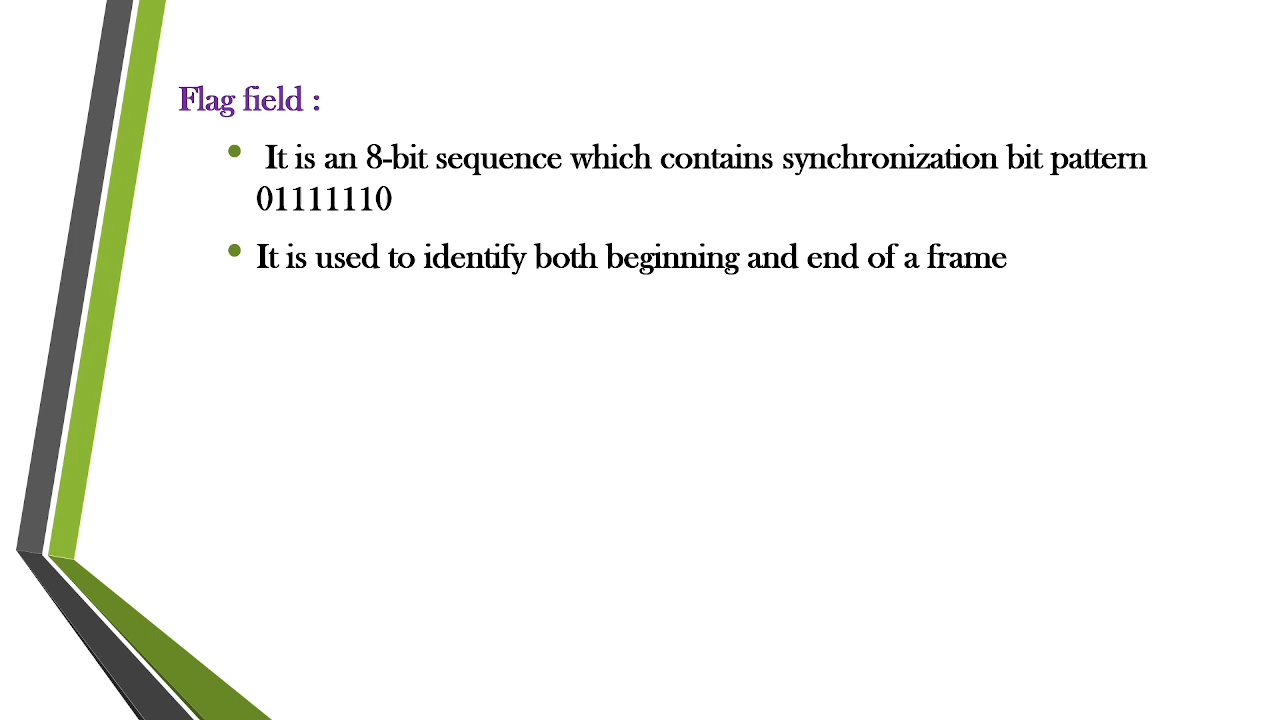 Flag field :
• It is an 8-bit sequence which contains synchronization bit pattern
01111110
• It is used to identify both beginning and end of a frame